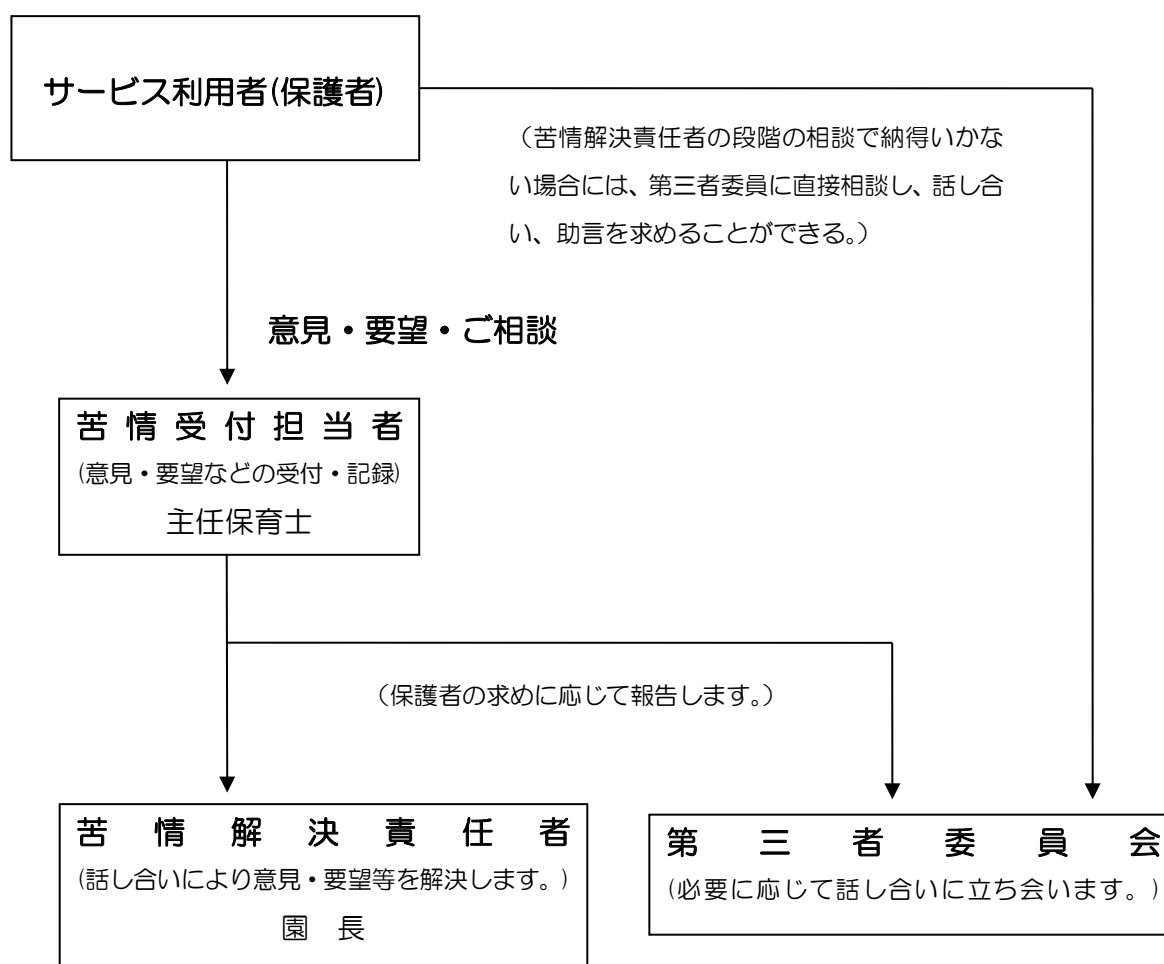 サービス利用者(保護者)
（苦情解決責任者の段階の相談で納得いかな
い場合には、第三者委員に直接相談し、話し合
い、助言を求めることができる。）
意見・要望・ご相談
苦情受付担当者
(意見・要望などの受付・記録)
主任保育士
（保護者の求めに応じて報告します。）
苦情解決責任者
(話し合いにより意見・要望等を解決します。)
園　長
第三者委員会
(必要に応じて話し合いに立ち会います。)